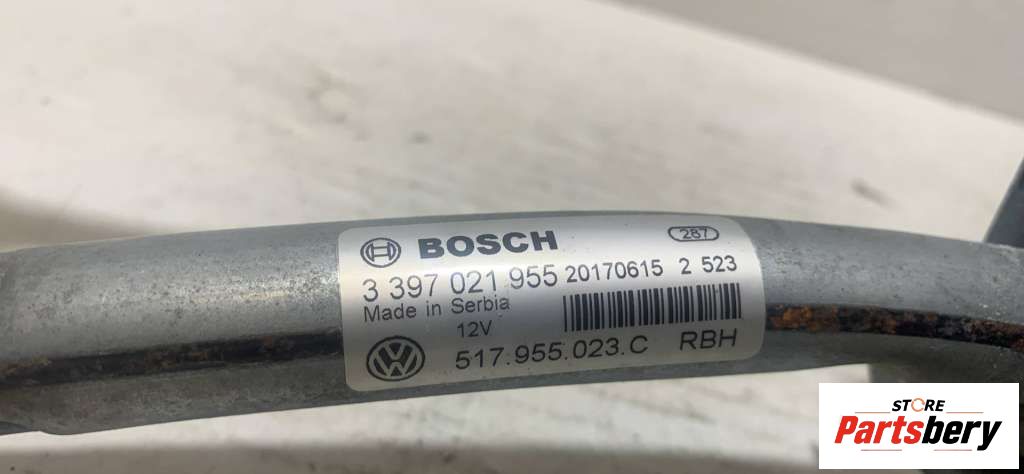 BOSCH 287
3 397 021 955 20170615 2 523
Made in Serbia
12V
517.955.023.C RBH
STORE
Partsbery